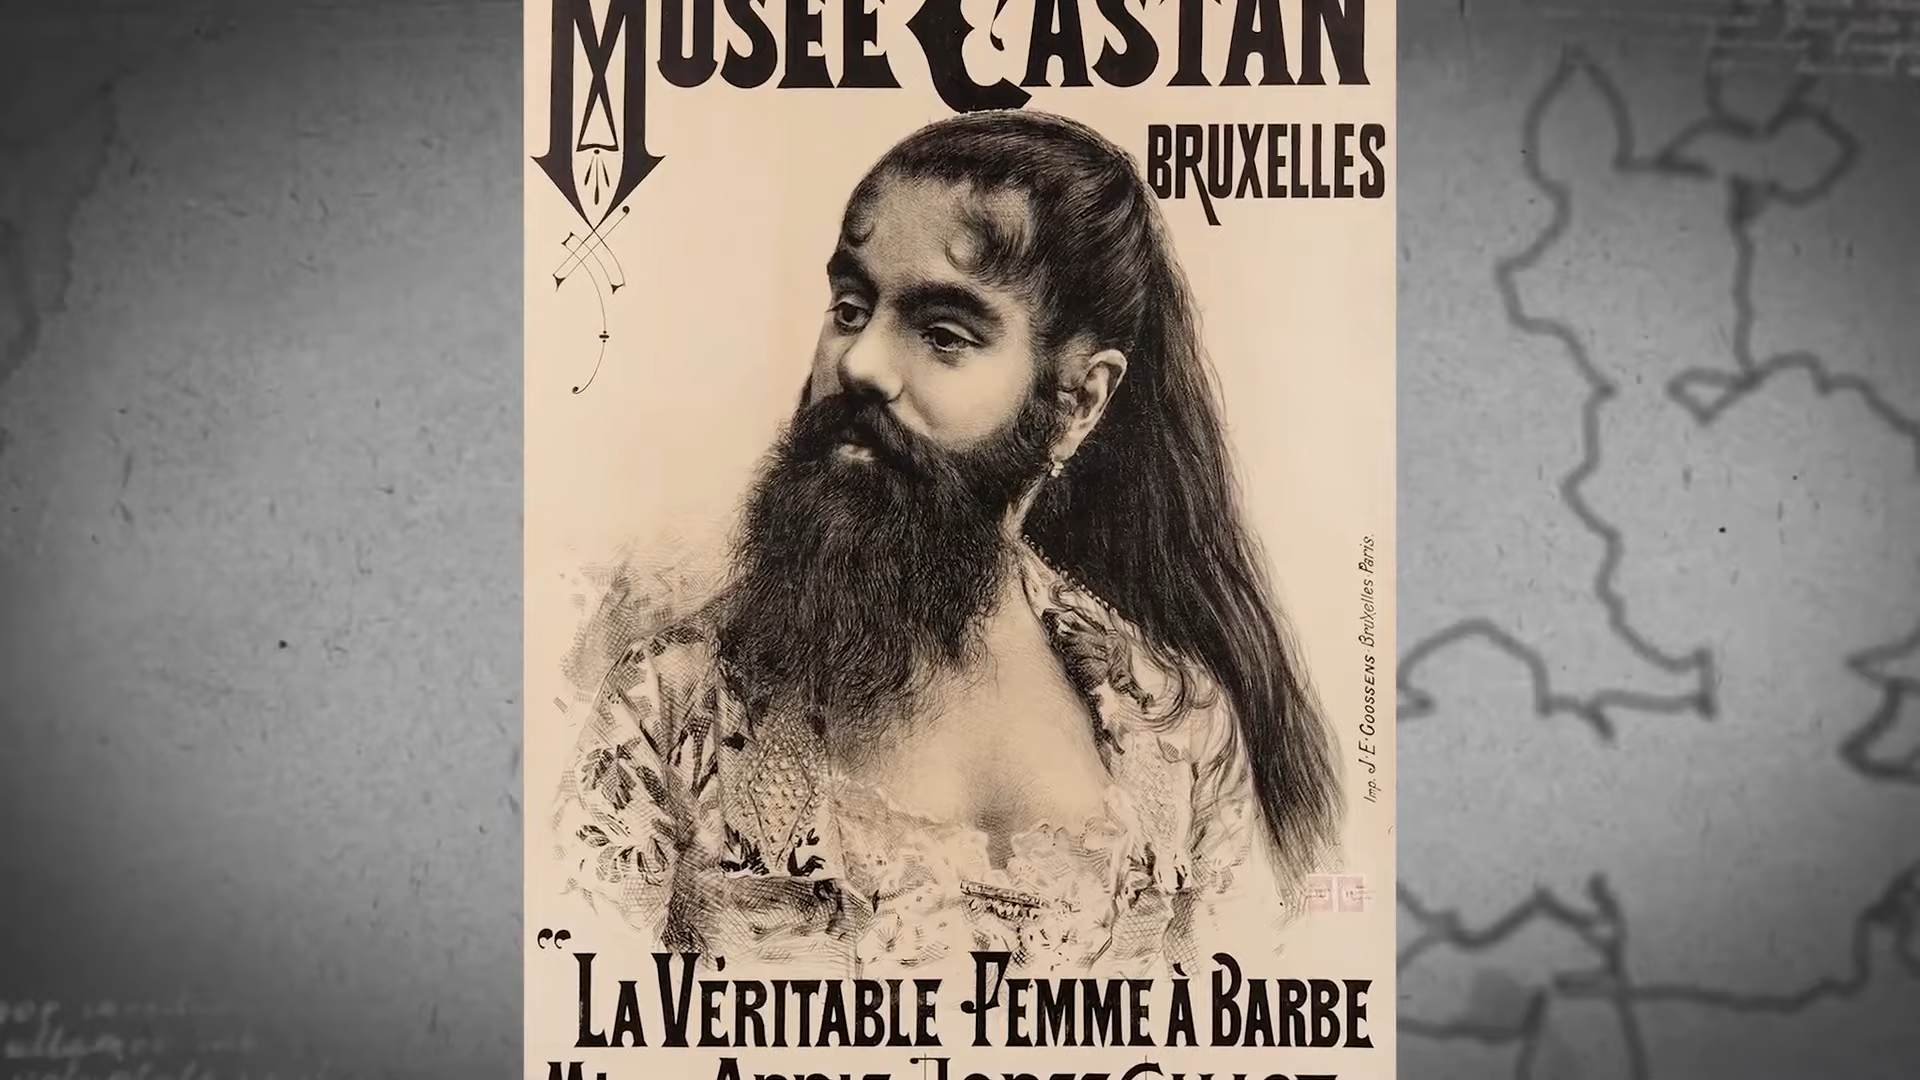 MUSÉE CASTAN
BRUXELLES
Imp. J. E. GOOSSENS. Bruxelles. Paris.
“LA VÉRITABLE FEMME À BARBE